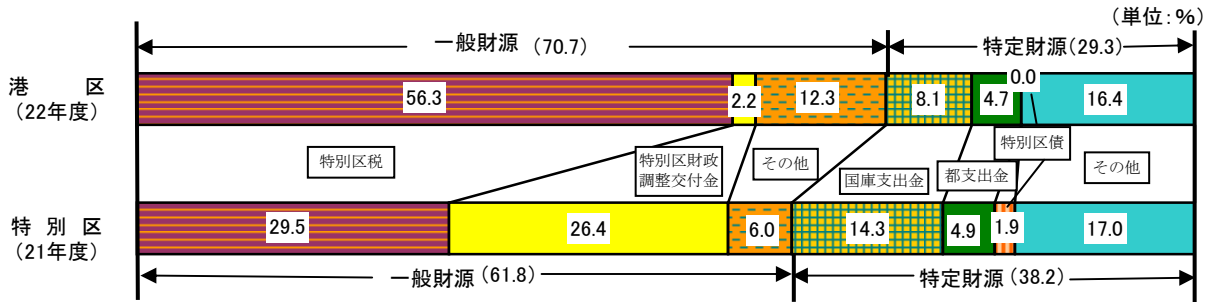 (単位:%)
一般財源 (70.7)
特定財源(29.3)
港区
(22年度)
56.3
2.2
12.3
8.1
4.7
0.0
16.4
特別区税
特別区財政
調整交付金
その他
国庫支出金
都支出金
特別区債
その他
特別区
(21年度)
29.5
26.4
6.0
14.3
4.9
1.9
17.0
一般財源(61.8)
特定財源(38.2)